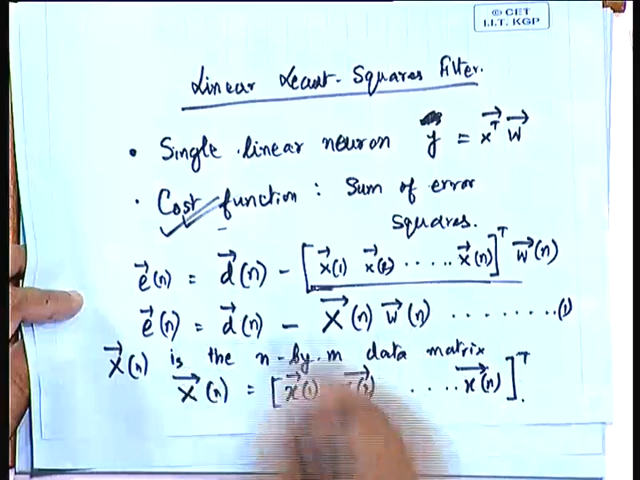 © CET
I.I.T. KGP
Linear Least-Squares Filter.
• Single linear neuron y = x⃗ᵀ w⃗
• Cost function : Sum of error
squares.
e⃗(n) = d⃗(n) - [x⃗(1) x⃗(2) ..... x⃗(n)]ᵀ w⃗(n)
e⃗(n) = d⃗(n) - X⃗(n) w⃗(n) ........ (1)
X⃗(n) is the n-by-m data matrix
X⃗(n) = [x⃗(1) .... x⃗(n)]ᵀ.